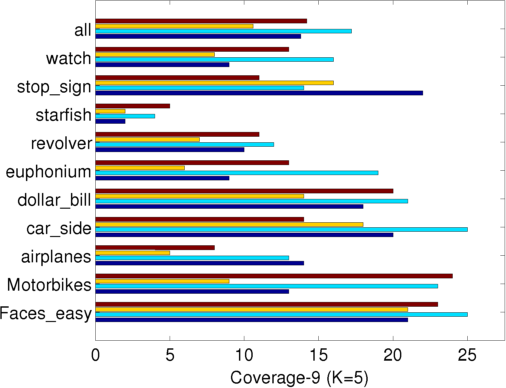 all
watch
stop_sign
starfish
revolver
euphonium
dollar_bill
car_side
airplanes
Motorbikes
Faces_easy
0 5 10 15 20 25
Coverage-9 (K=5)